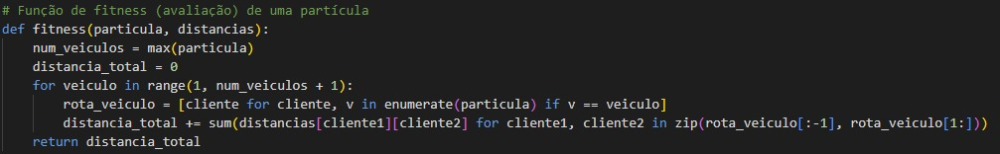 # Função de fitness (avaliação) de uma partícula
def fitness(particula, distancias):
    num_veiculos = max(particula)
    distancia_total = 0
    for veiculo in range(1, num_veiculos + 1):
        rota_veiculo = [cliente for cliente, v in enumerate(particula) if v == veiculo]
        distancia_total += sum(distancias[cliente1][cliente2] for cliente1, cliente2 in zip(rota_veiculo[:-1], rota_veiculo[1:]))
    return distancia_total